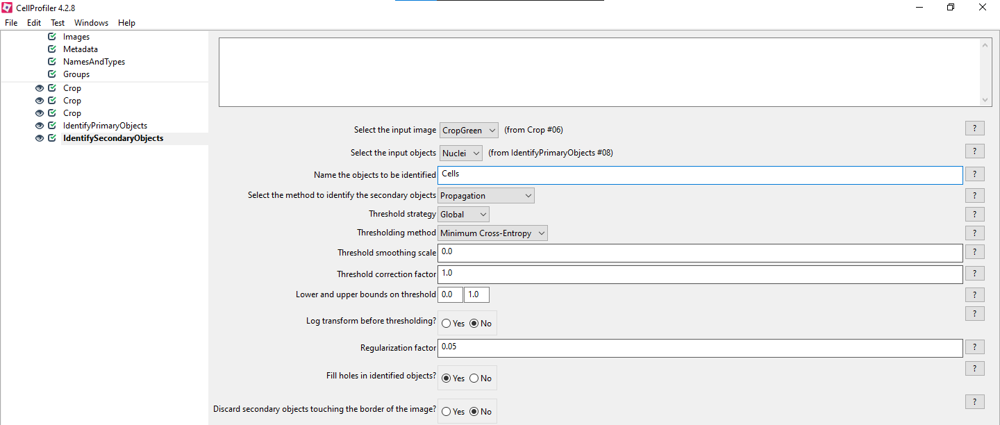 CellProfiler 4.2.8
File Edit Test Windows Help
Images
Metadata
NamesAndTypes
Groups
Crop
Crop
Crop
IdentifyPrimaryObjects
IdentifySecondaryObjects
Select the input image CropGreen (from Crop #06) ?
Select the input objects Nuclei (from IdentifyPrimaryObjects #08) ?
Name the objects to be identified Cells ?
Select the method to identify the secondary objects Propagation ?
Threshold strategy Global ?
Thresholding method Minimum Cross-Entropy ?
Threshold smoothing scale 0.0 ?
Threshold correction factor 1.0 ?
Lower and upper bounds on threshold 0.0 1.0 ?
Log transform before thresholding? Yes No ?
Regularization factor 0.05 ?
Fill holes in identified objects? Yes No ?
Discard secondary objects touching the border of the image? Yes No ?